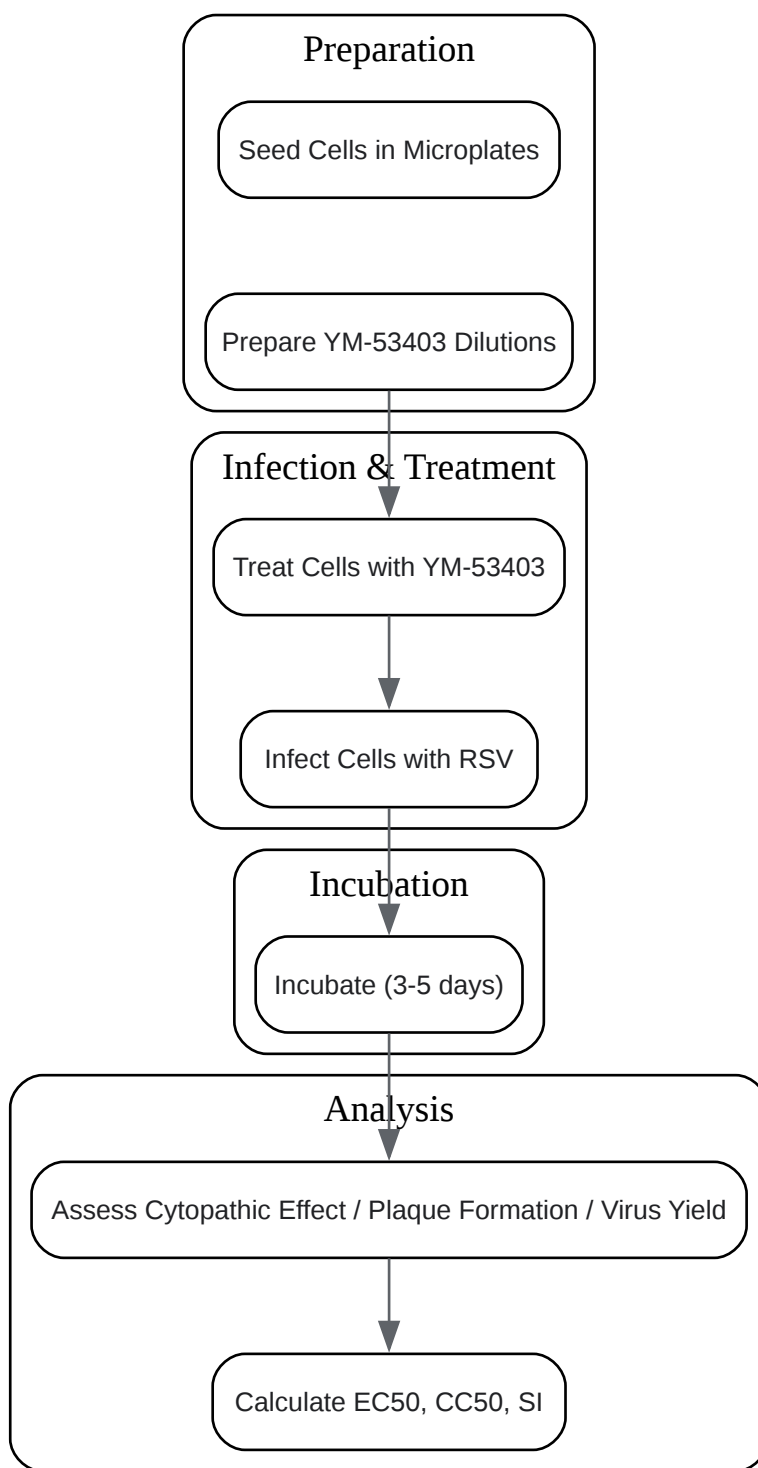 Preparation
Seed Cells in Microplates
Prepare YM-53403 Dilutions
Infection & Treatment
Treat Cells with YM-53403
Infect Cells with RSV
Incubation
Incubate (3-5 days)
Analysis
Assess Cytopathic Effect / Plaque Formation / Virus Yield
Calculate EC50, CC50, SI